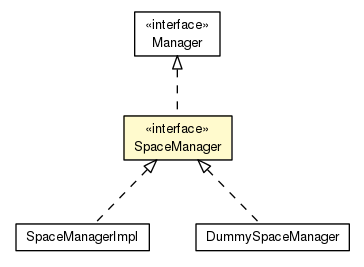 «interface»
Manager
«interface»
SpaceManager
SpaceManagerImpl
DummySpaceManager